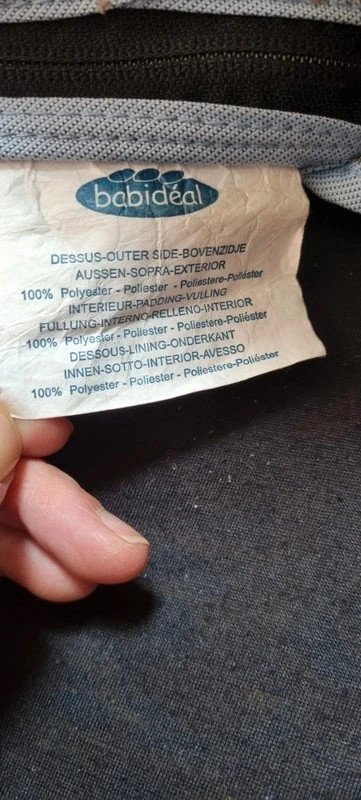 babidéal
DESSUS-OUTER SIDE-BOVENZIDJE
AUSSEN-SOPRA-EXTERIOR
100% Polyester - Poliester - Poliestere-Poliéster
INTERIEUR-PADDING-VULLING
FULLUNG-INTERNO-RELLENO-INTERIOR
100% Polyester - Poliester - Poliestere-Poliéster
DESSOUS-LINING-ONDERKANT
INNEN-SOTTO-INTERIOR-AVESSO
100% Polyester - Poliester - Poliestere-Poliéster